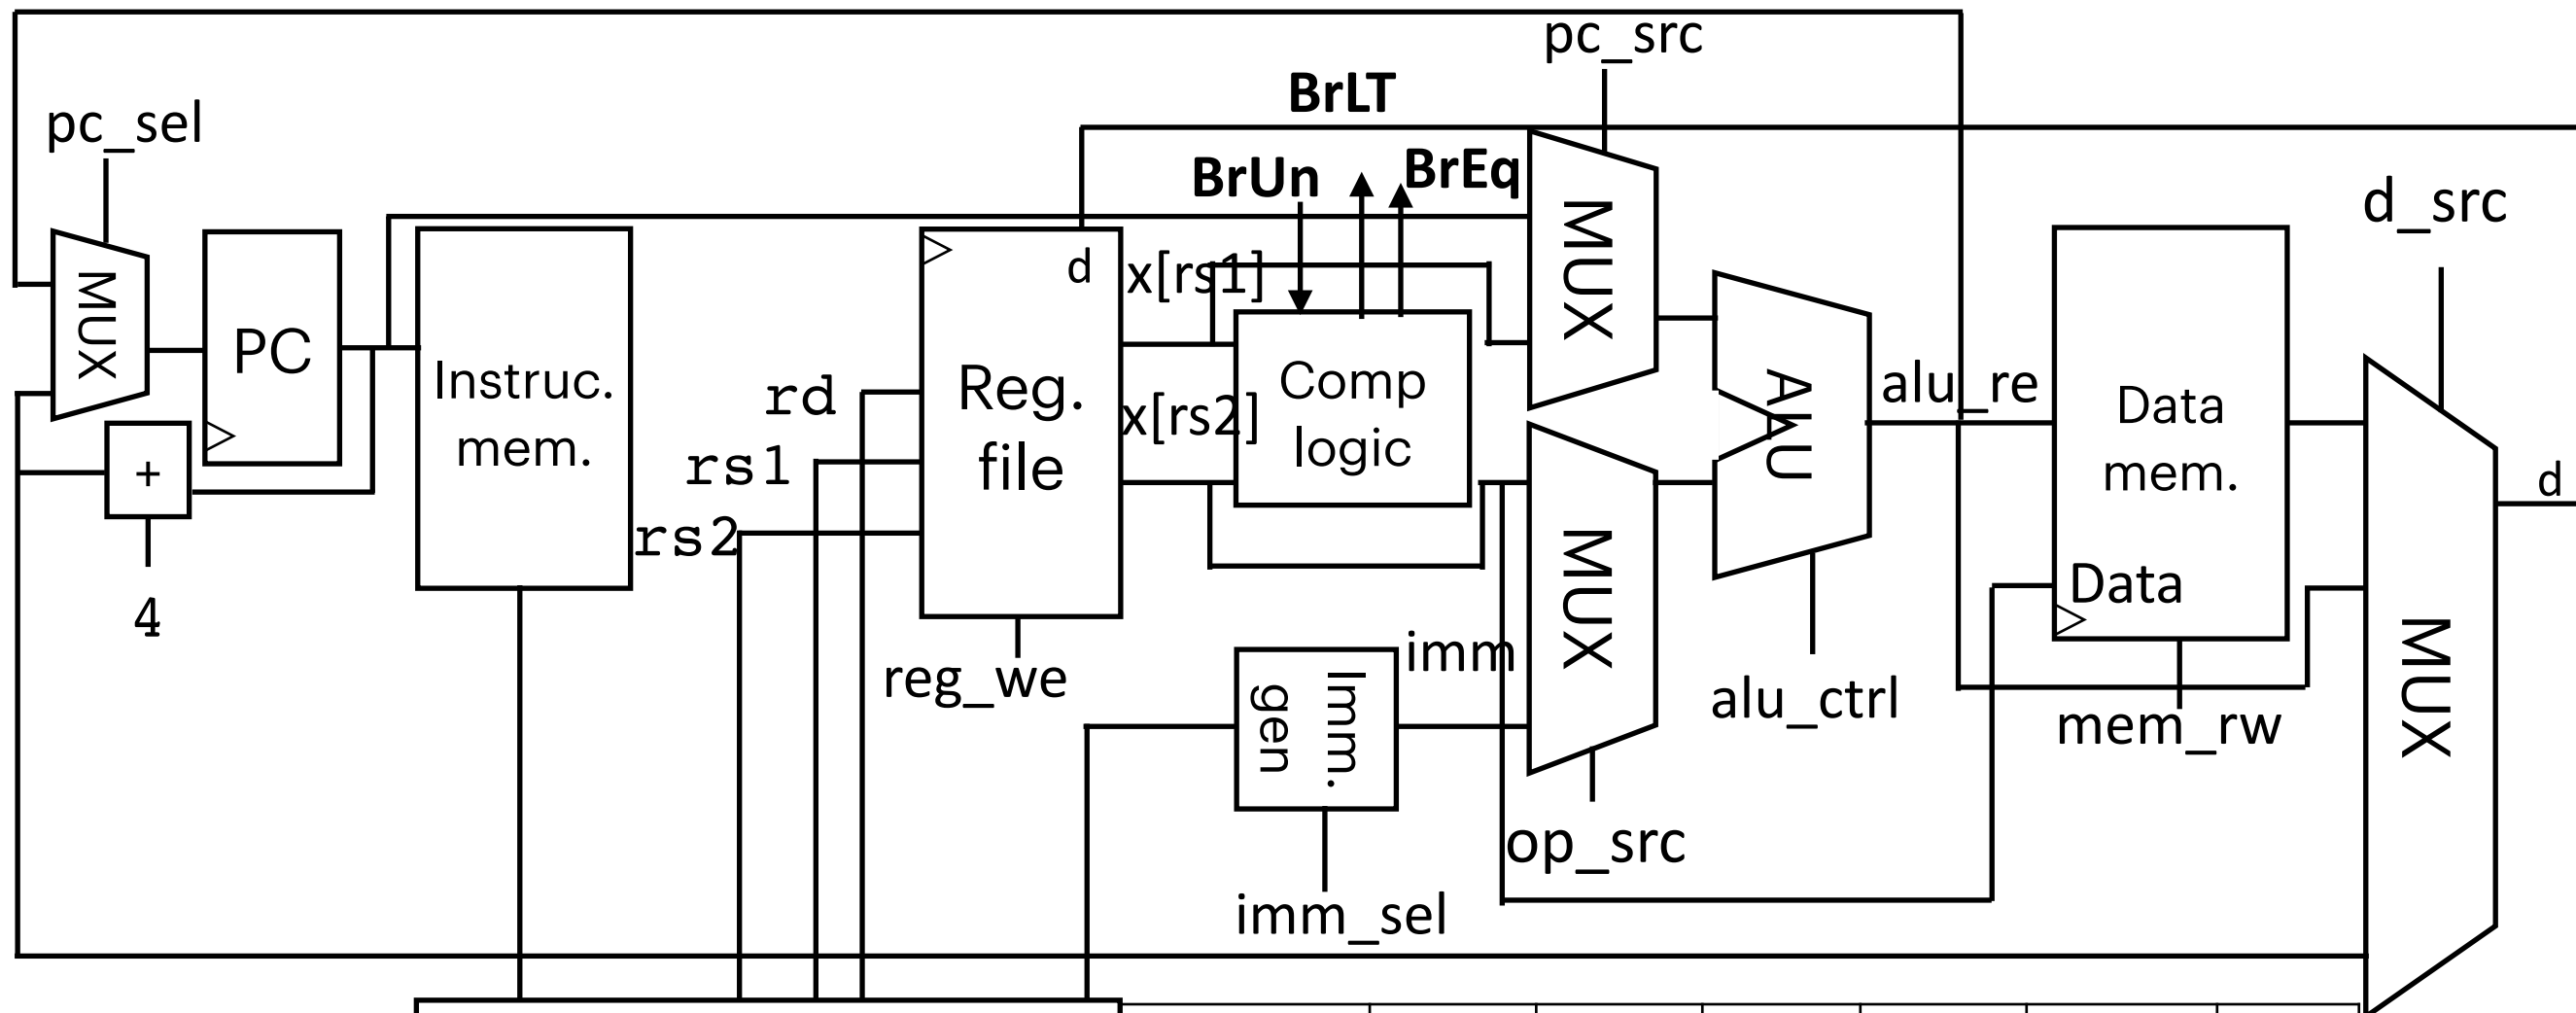 pc_src
BrLT
pc_sel
BrUn
BrEq
d_src
MUX
PC
Instruc.
mem.
d
x[rs1]
MUX
Reg.
file
Comp
logic
ALU
alu_re
Data
mem.
rd
x[rs2]
rs1
rs2
+
4
d
Data
MUX
imm
reg_we
Imm.
gen
alu_ctrl
mem_rw
MUX
op_src
imm_sel